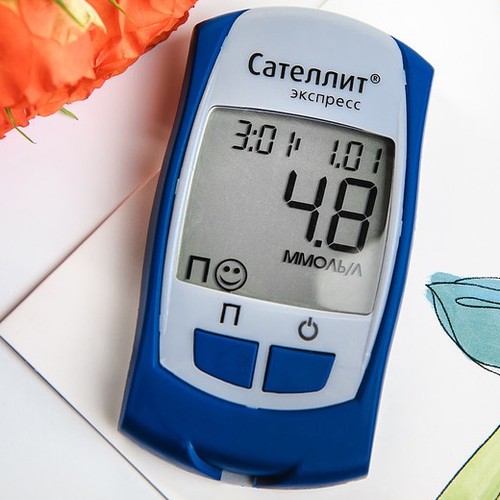 Сателлит®
экспресс
3:01 1.01
4.8
ммоль/л
П
П